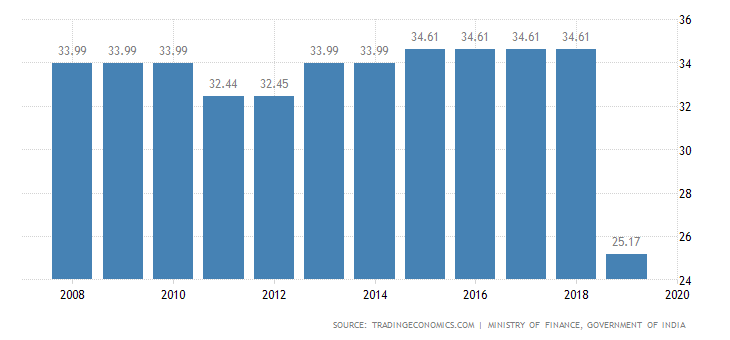 36
34.61 34.61 34.61 34.61
33.99 33.99 33.99 33.99 33.99
34
32.44 32.45
32
30
28
26
25.17
24
2008 2010 2012 2014 2016 2018 2020
SOURCE: TRADINGECONOMICS.COM | MINISTRY OF FINANCE, GOVERNMENT OF INDIA